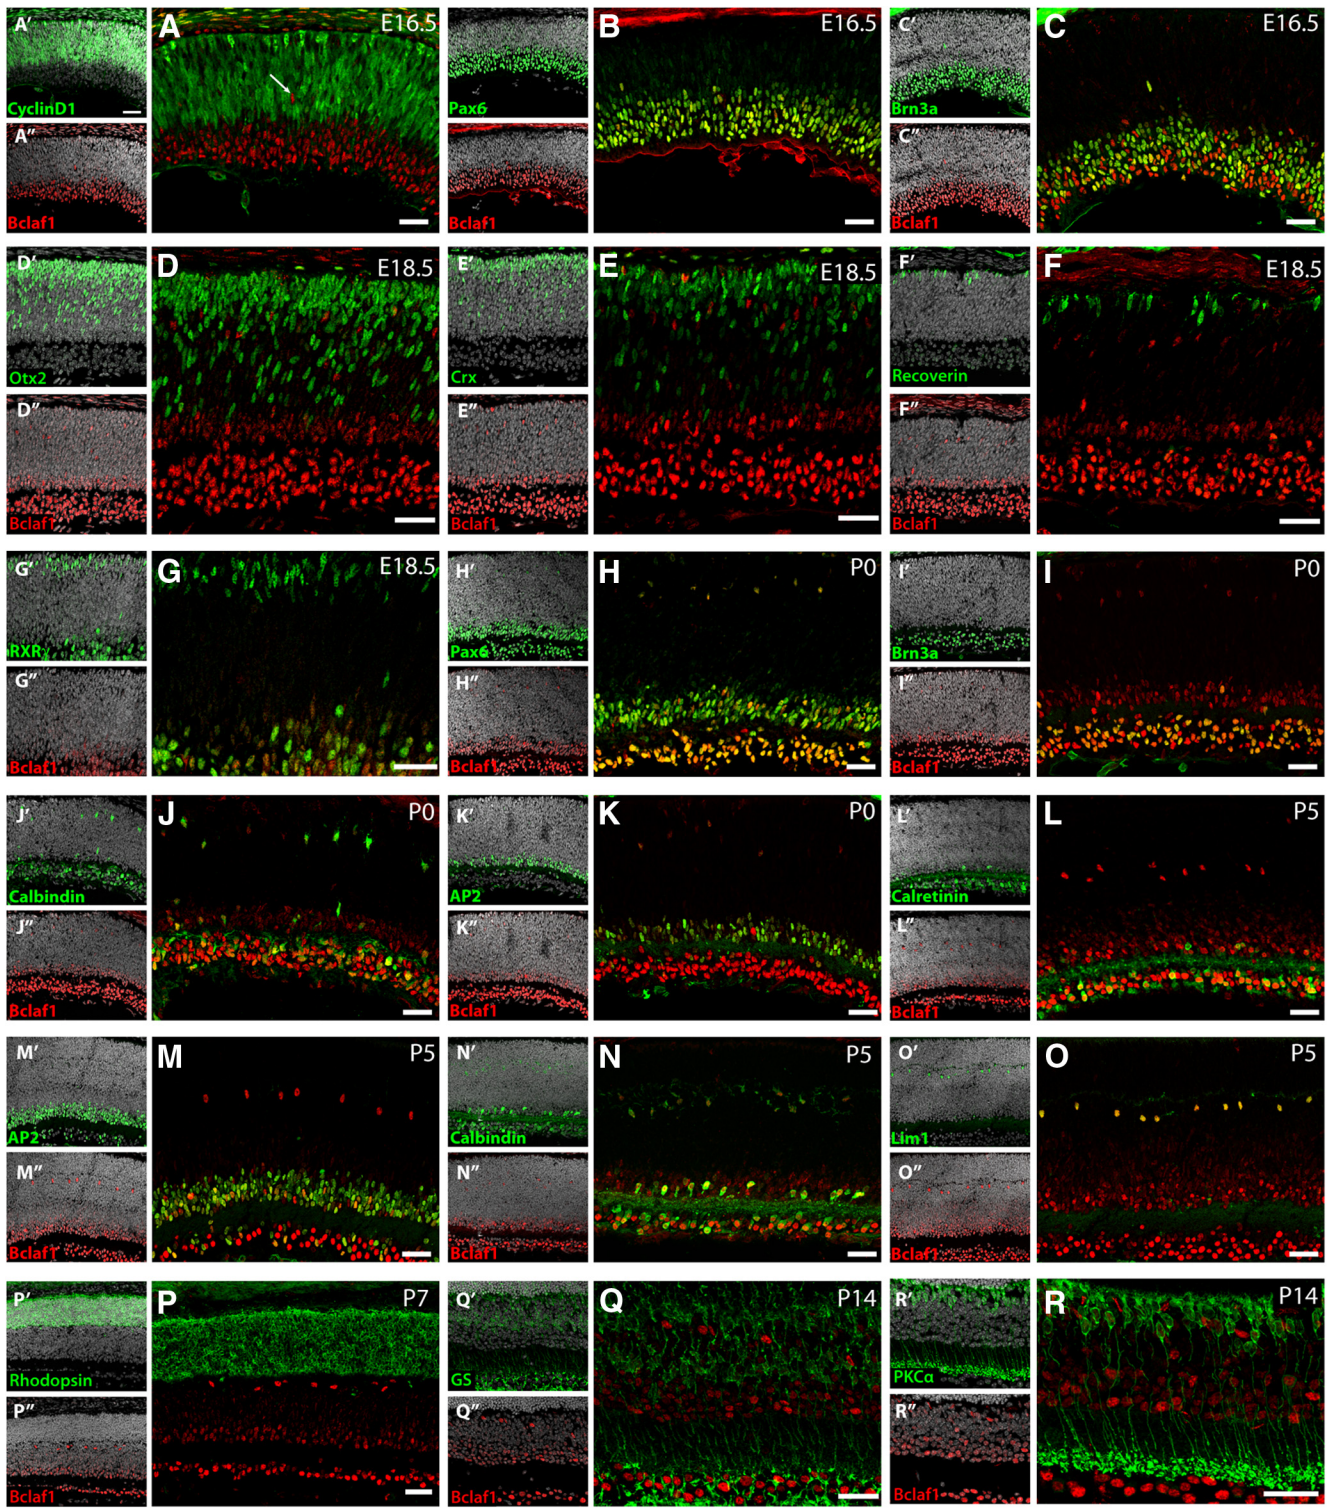 A′
CyclinD1
A″
Bclaf1
A E16.5
B′
Pax6
B″
Bclaf1
B E16.5
C′
Brn3a
C″
Bclaf1
C E16.5
D′
Otx2
D″
Bclaf1
D E18.5
E′
Crx
E″
Bclaf1
E E18.5
F′
Recoverin
F″
Bclaf1
F E18.5
G′
RXRγ
G″
Bclaf1
G E18.5
H′
Pax6
H″
Bclaf1
H P0
I′
Brn3a
I″
Bclaf1
I P0
J′
Calbindin
J″
Bclaf1
J P0
K′
AP2
K″
Bclaf1
K P0
L′
Calretinin
L″
Bclaf1
L P5
M′
AP2
M″
Bclaf1
M P5
N′
Calbindin
N″
Bclaf1
N P5
O′
Lim1
O″
Bclaf1
O P5
P′
Rhodopsin
P″
Bclaf1
P P7
Q′
GS
Q″
Bclaf1
Q P14
R′
PKCα
R″
Bclaf1
R P14